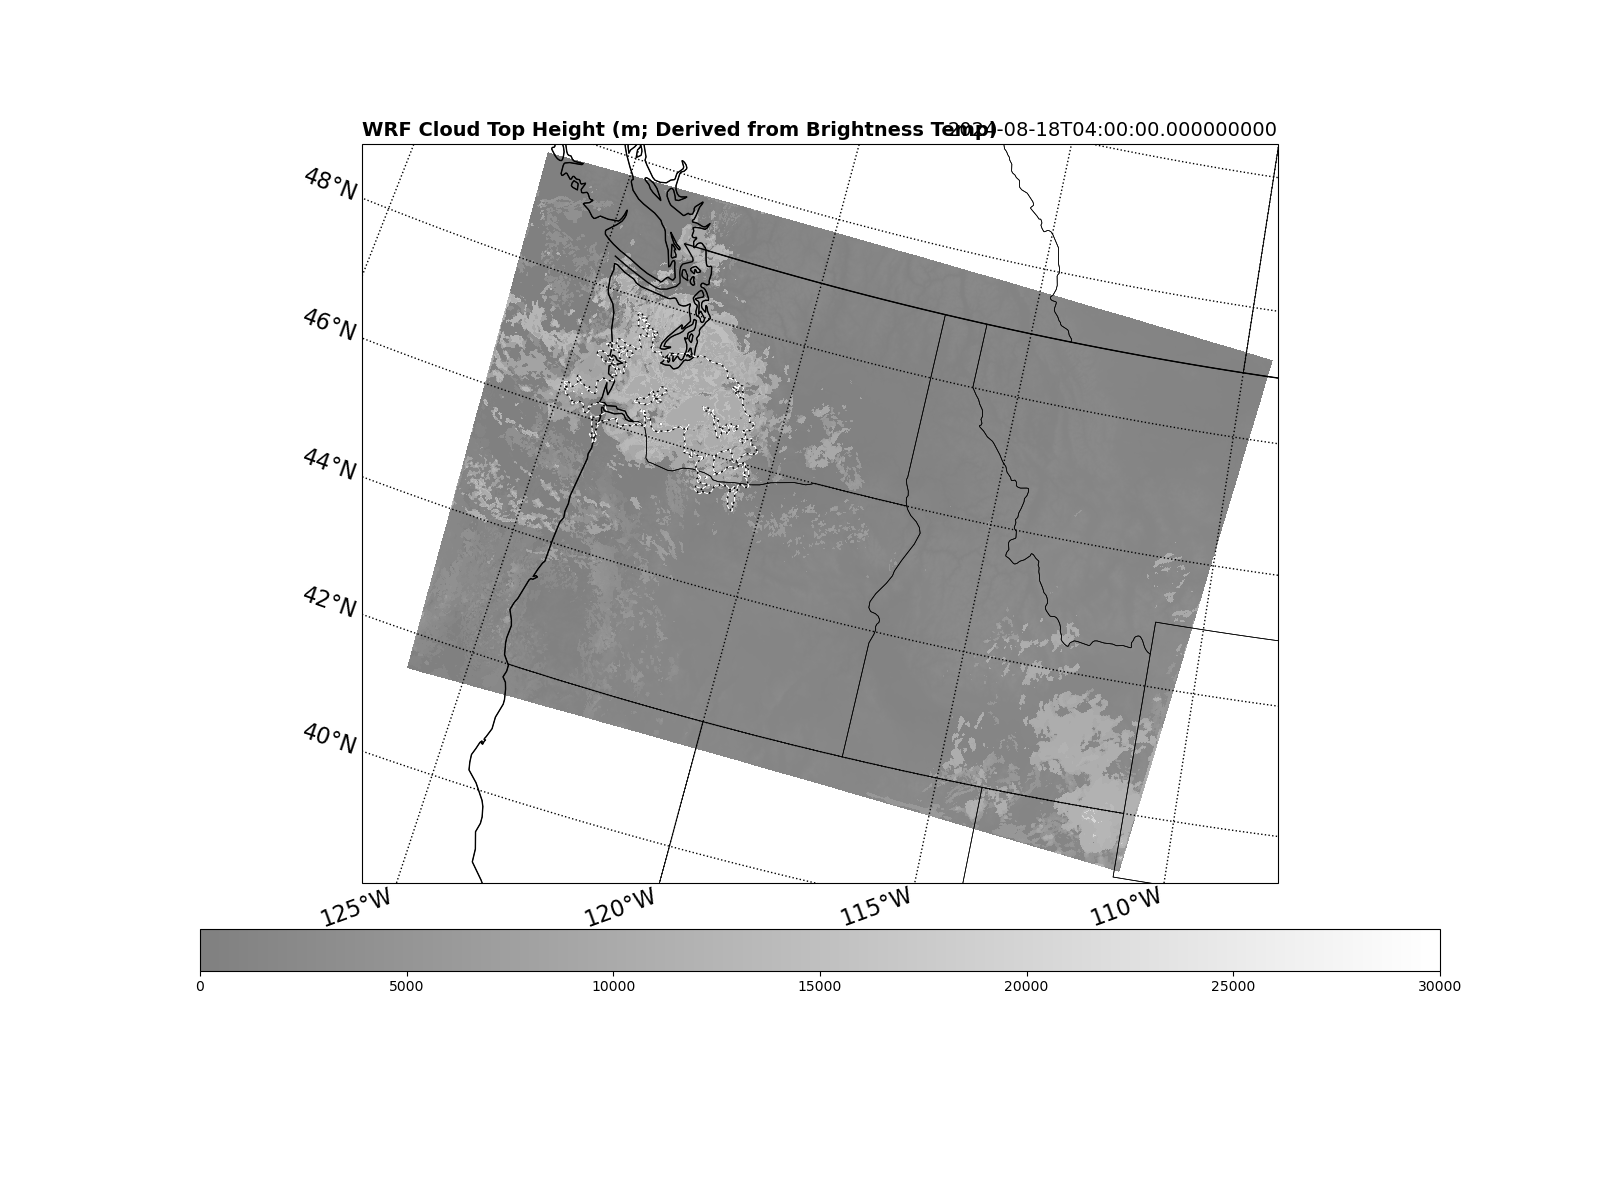 WRF Cloud Top Height (m; Derived from Brightness Temp) 2024-08-18T04:00:00.000000000
48°N
46°N
44°N
42°N
40°N
125°W 120°W 115°W 110°W
0 5000 10000 15000 20000 25000 30000